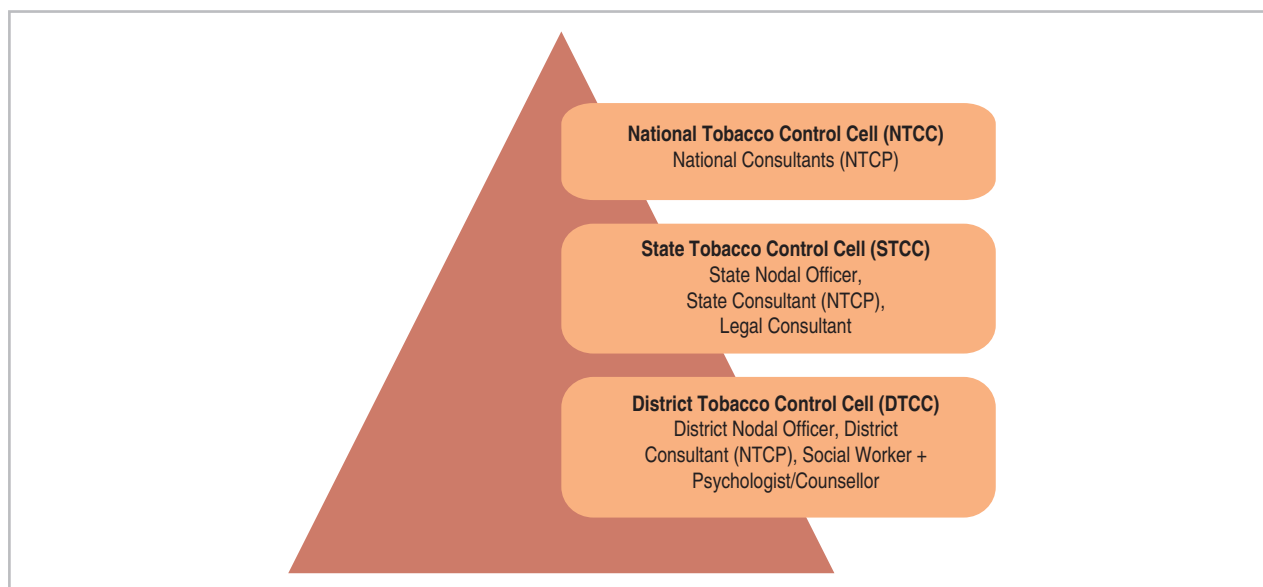 National Tobacco Control Cell (NTCC)
National Consultants (NTCP)
State Tobacco Control Cell (STCC)
State Nodal Officer,
State Consultant (NTCP),
Legal Consultant
District Tobacco Control Cell (DTCC)
District Nodal Officer, District
Consultant (NTCP), Social Worker +
Psychologist/Counsellor